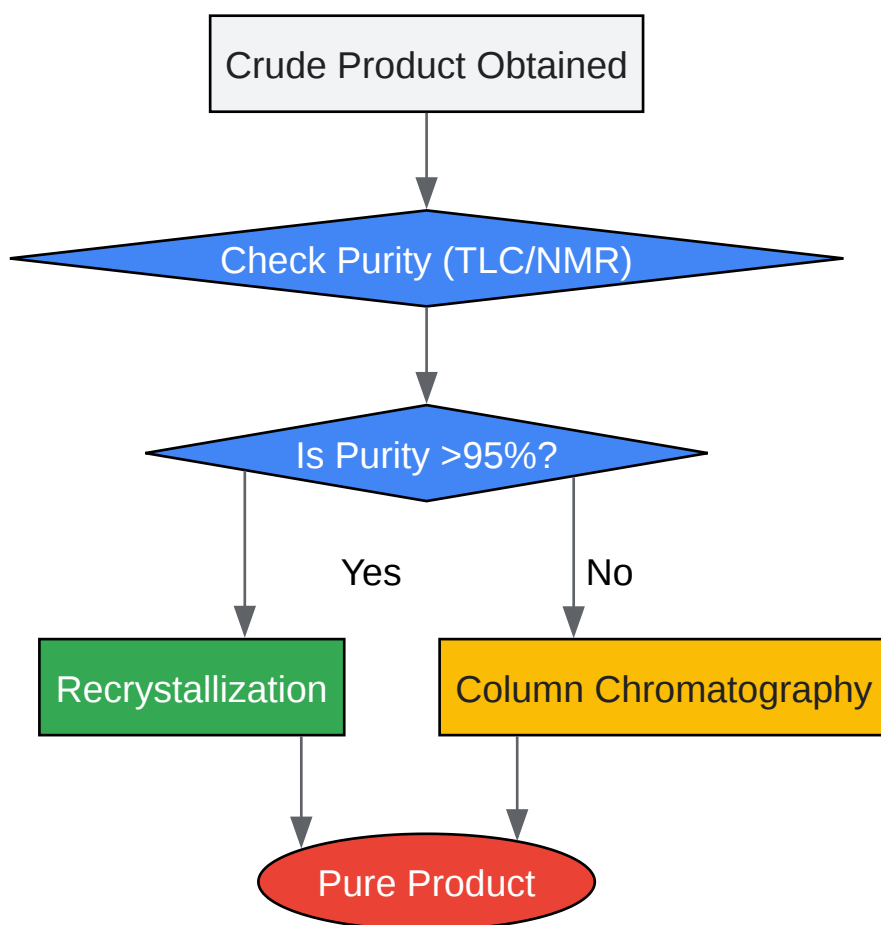 Crude Product Obtained
Check Purity (TLC/NMR)
Is Purity >95%?
Yes
No
Recrystallization
Column Chromatography
Pure Product